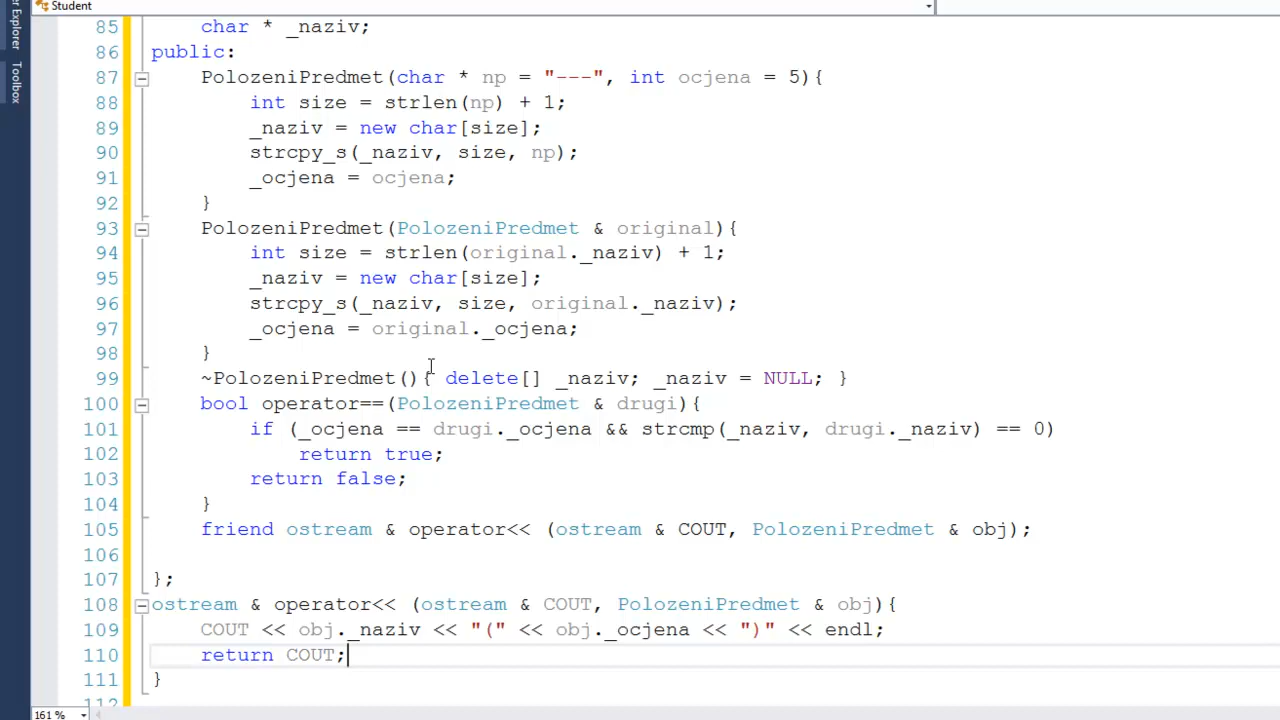 Student
er Explorer
Toolbox
85 char * _naziv;
86 public:
87 PolozeniPredmet(char * np = "---", int ocjena = 5){
88 int size = strlen(np) + 1;
89 _naziv = new char[size];
90 strcpy_s(_naziv, size, np);
91 _ocjena = ocjena;
92 }
93 PolozeniPredmet(PolozeniPredmet & original){
94 int size = strlen(original._naziv) + 1;
95 _naziv = new char[size];
96 strcpy_s(_naziv, size, original._naziv);
97 _ocjena = original._ocjena;
98 }
99 ~PolozeniPredmet(){ delete[] _naziv; _naziv = NULL; }
100 bool operator==(PolozeniPredmet & drugi){
101 if (_ocjena == drugi._ocjena && strcmp(_naziv, drugi._naziv) == 0)
102 return true;
103 return false;
104 }
105 friend ostream & operator<< (ostream & COUT, PolozeniPredmet & obj);
106
107 };
108 ostream & operator<< (ostream & COUT, PolozeniPredmet & obj){
109 COUT << obj._naziv << "(" << obj._ocjena << ")" << endl;
110 return COUT;
111 }
112
161 %